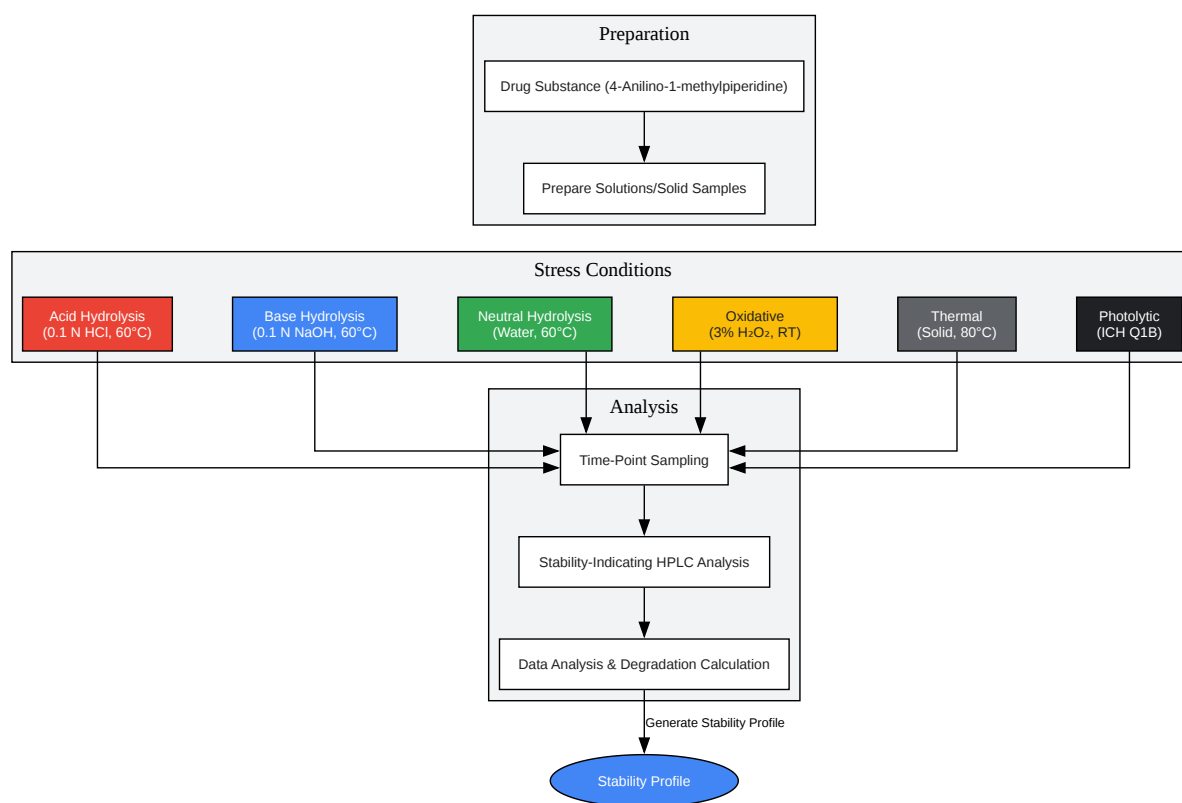 Preparation
Drug Substance (4-Anilino-1-methylpiperidine)
Prepare Solutions/Solid Samples
Stress Conditions
Acid Hydrolysis
(0.1 N HCl, 60°C)
Base Hydrolysis
(0.1 N NaOH, 60°C)
Neutral Hydrolysis
(Water, 60°C)
Oxidative
(3% H₂O₂, RT)
Thermal
(Solid, 80°C)
Photolytic
(ICH Q1B)
Analysis
Time-Point Sampling
Stability-Indicating HPLC Analysis
Data Analysis & Degradation Calculation
Generate Stability Profile
Stability Profile